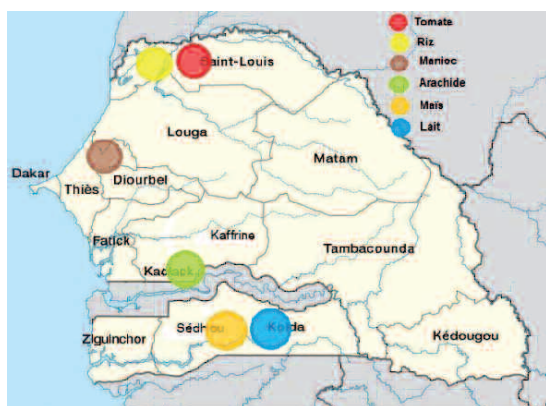 Tomate
Riz
Manioc
Arachide
Maïs
Lait
Saint-Louis
Louga
Matam
Dakar
Thiès
Diourbel
Fatick
Kaffrine
Kaolack
Tambacounda
Ziguinchor
Sédhiou
Kolda
Kédougou